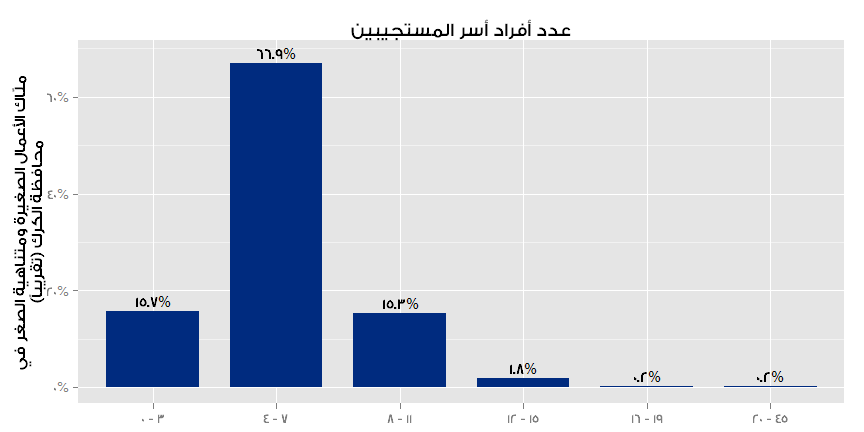 عدد أفراد أسر المستجيبين
ملّاك الأعمال الصغيرة ومتناهية الصغر في
محافظة الكرك (تقريباً)
٦٠%
٤٠%
٢٠%
٠%
١٥.٧%
٦٦.٩%
١٥.٣%
١.٨%
٠.٢%
٠.٢%
٠ - ٣
٤ - ٧
٨ - ١١
١٢ - ١٥
١٦ - ١٩
٢٠ - ٤٥